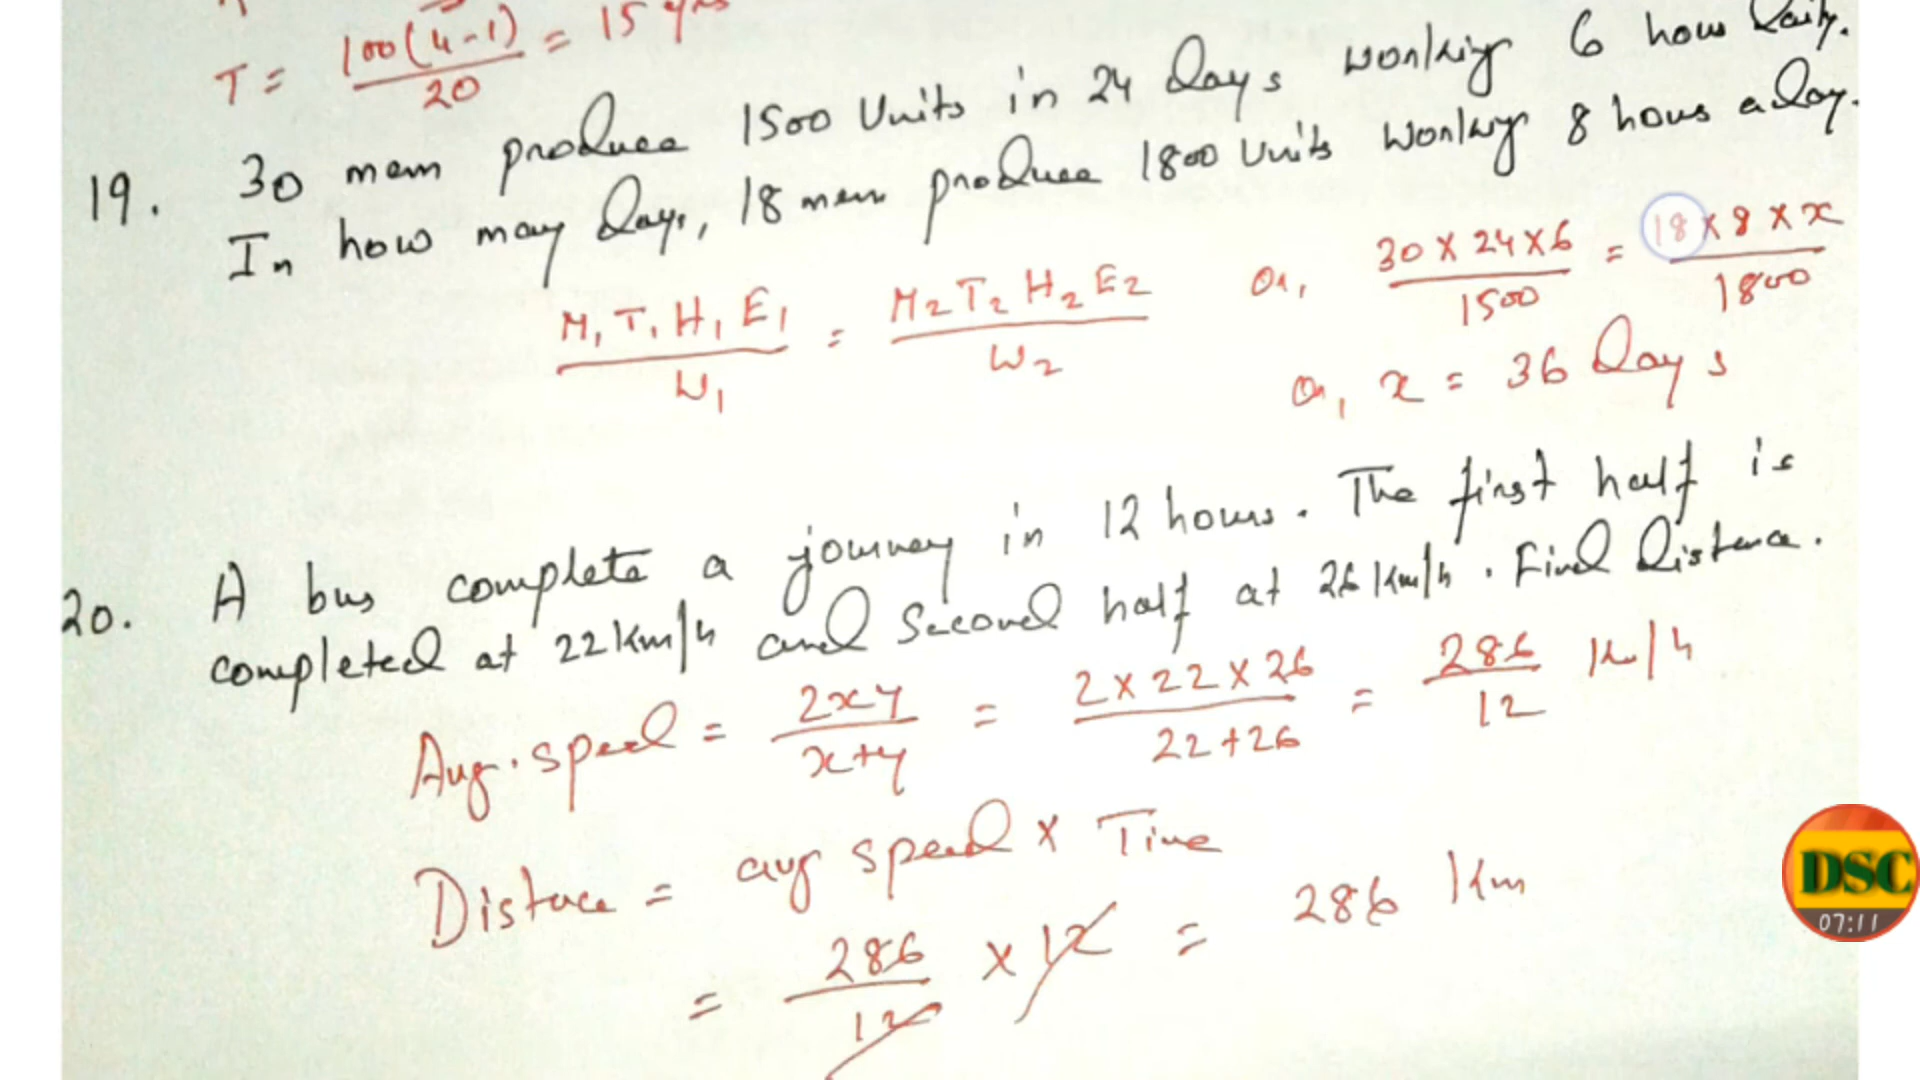 T = 100(4-1) / 20 = 15 yrs
19. 30 men produce 1500 Units in 24 days working 6 hour daily.
In how may days, 18 men produce 1800 Units working 8 hours a day.
M₁T₁H₁E₁ / W₁ = M₂T₂H₂E₂ / W₂ or, 30 × 24 × 6 / 1500 = 18 × 8 × x / 1800
or, x = 36 days
20. A bus complete a journey in 12 hours. The first half is
completed at 22 km/h and second half at 26 km/h. Find distance.
Avg. speed = 2xy / x+y = 2 × 22 × 26 / 22+26 = 286 / 12 km/h
Distance = avg speed × Time
= 286 / 12 × 12 = 286 km
DSC
07:11